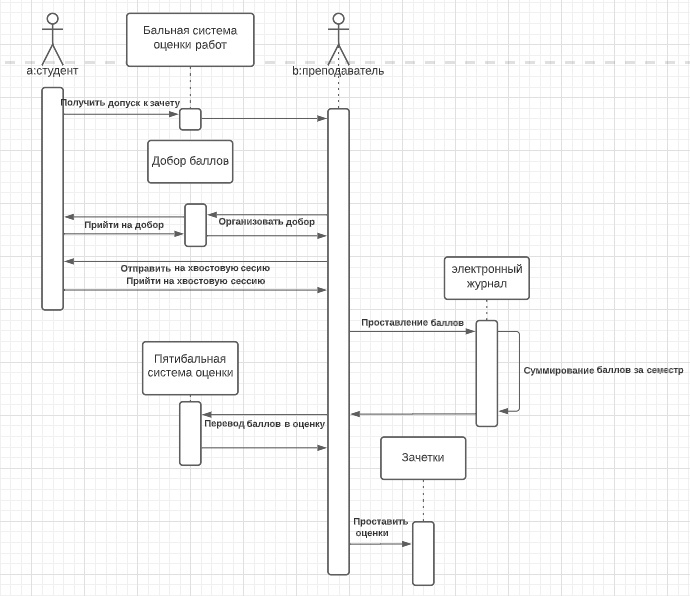 Бальная система
оценки работ
а:студент
b:преподаватель
Получить допуск к зачету
Добор баллов
Организовать добор
Прийти на добор
Отправить на хвостовую сесию
Прийти на хвостовую сессию
электронный
журнал
Проставление баллов
Суммирование баллов за семестр
Пятибальная
система оценки
Перевод баллов в оценку
Зачетки
Проставить
оценки